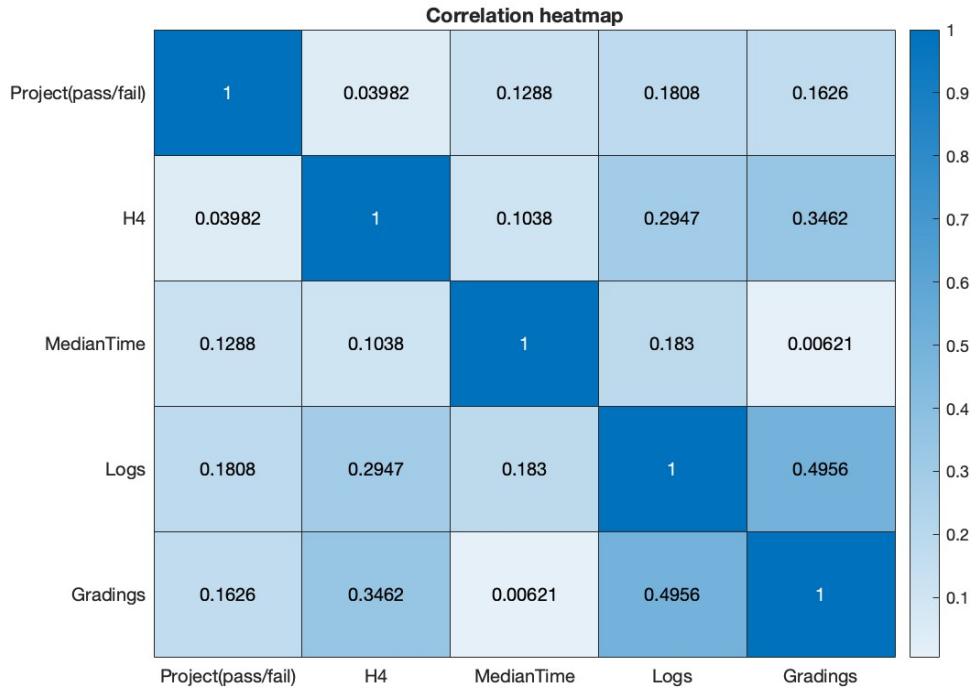 Correlation heatmap
Project(pass/fail) 1 0.03982 0.1288 0.1808 0.1626
H4 0.03982 1 0.1038 0.2947 0.3462
MedianTime 0.1288 0.1038 1 0.183 0.00621
Logs 0.1808 0.2947 0.183 1 0.4956
Gradings 0.1626 0.3462 0.00621 0.4956 1
Project(pass/fail) H4 MedianTime Logs Gradings
1
0.9
0.8
0.7
0.6
0.5
0.4
0.3
0.2
0.1